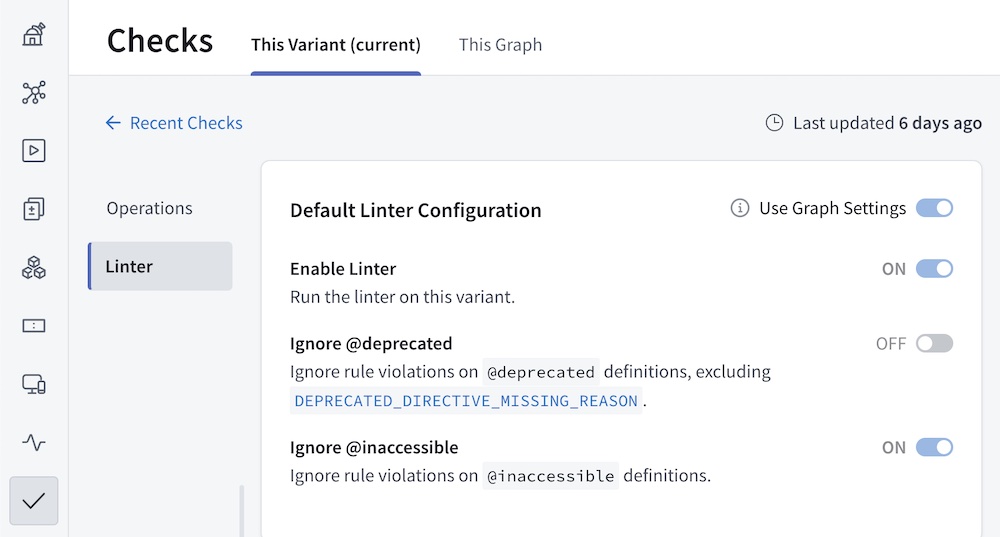 Checks
This Variant (current)
This Graph
Recent Checks
Last updated 6 days ago
Operations
Linter
Default Linter Configuration
Use Graph Settings
Enable Linter
ON
Run the linter on this variant.
Ignore @deprecated
OFF
Ignore rule violations on @deprecated definitions, excluding
DEPRECATED_DIRECTIVE_MISSING_REASON.
Ignore @inaccessible
ON
Ignore rule violations on @inaccessible definitions.